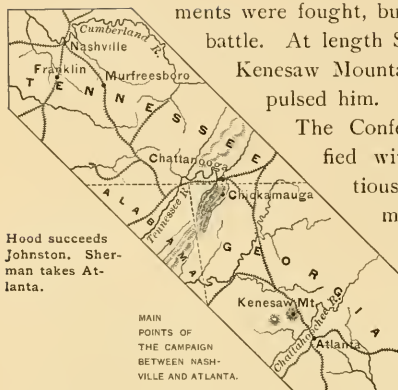 ments were fought, bu
battle. At length S
Kenesaw Mounta
pulsed him.
The Confe
fied wi
tious
m
Cumberland R.
Nashville
Franklin
Murfreesboro
TENNESSEE
Chattanooga
Chickamauga
Tennessee R.
ALABAMA
GEORGIA
Kenesaw Mt.
Chattahoochee R.
Atlanta
Hood succeeds
Johnston. Sher-
man takes At-
lanta.
MAIN
POINTS OF
THE CAMPAIGN
BETWEEN NASH-
VILLE AND ATLANTA.